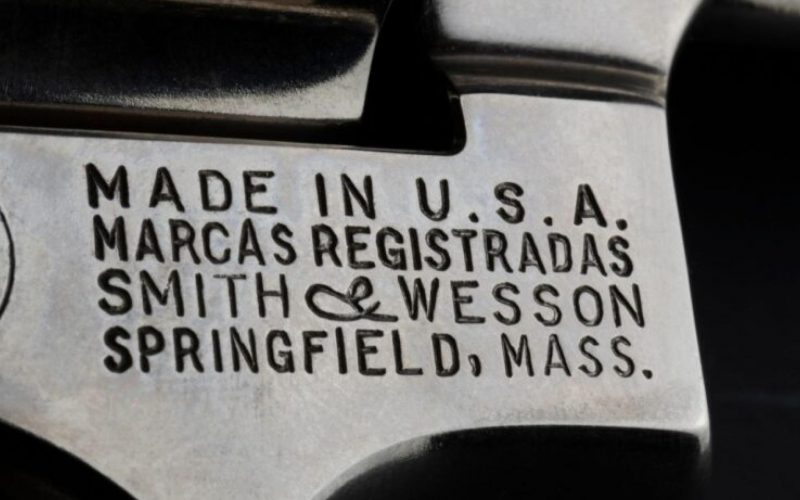 MADE IN U.S.A.
MARCAS REGISTRADAS
SMITH & WESSON
SPRINGFIELD, MASS.